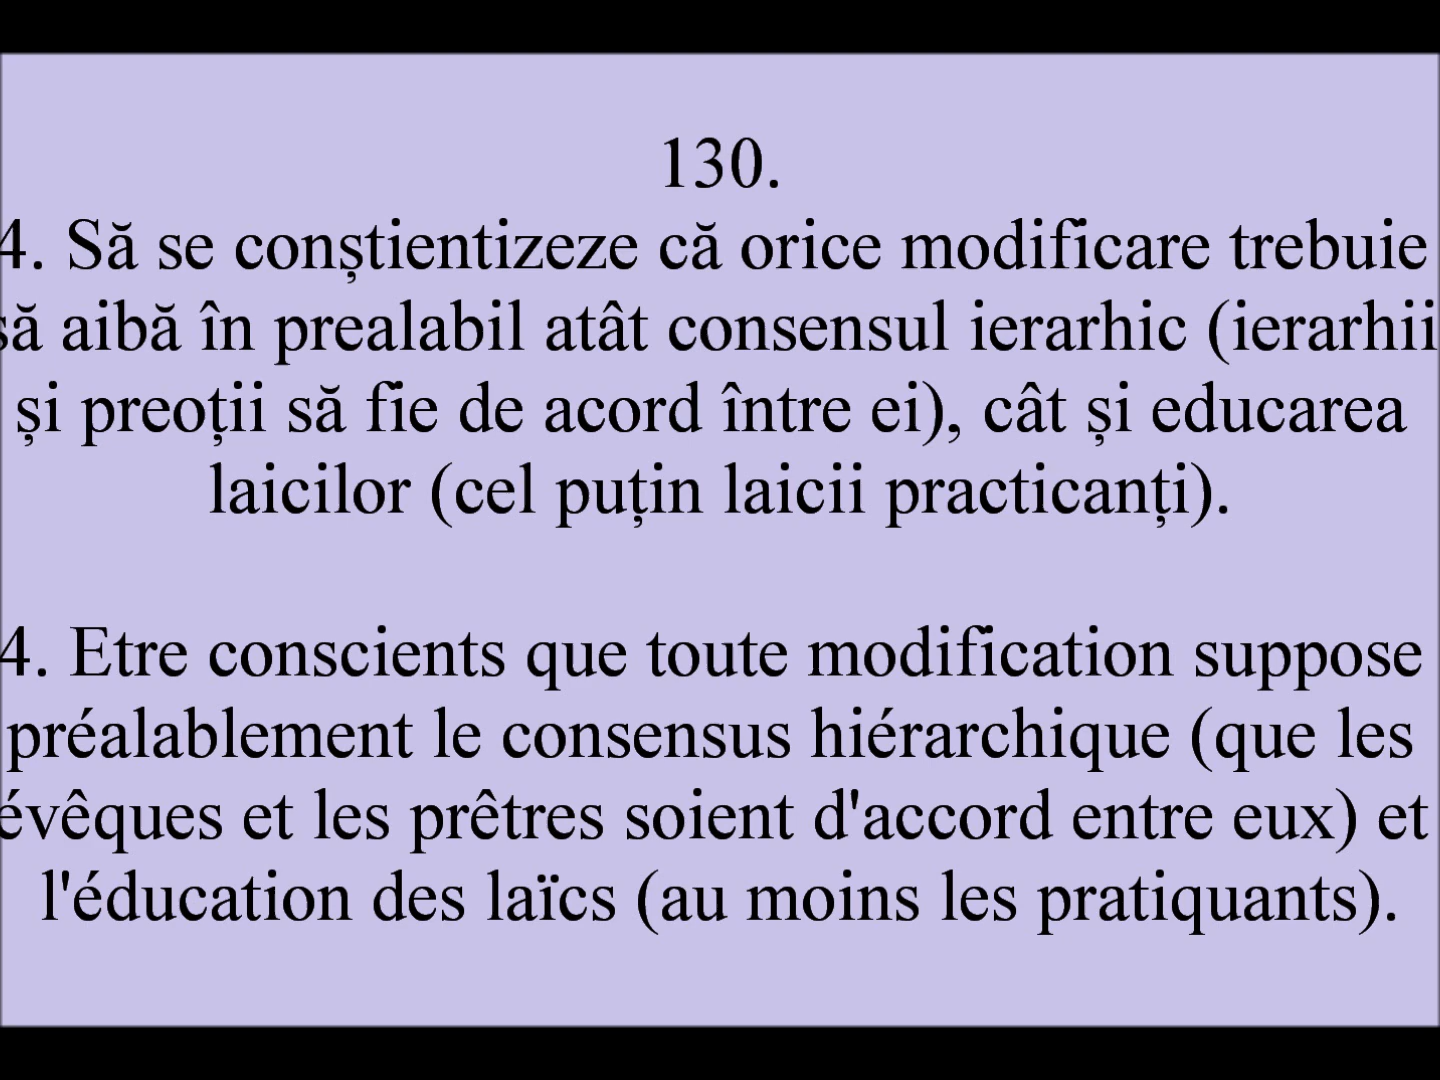 130.
4. Să se conștientizeze că orice modificare trebuie
să aibă în prealabil atât consensul ierarhic (ierarhii
și preoții să fie de acord între ei), cât și educarea
laicilor (cel puțin laicii practicanți).
4. Etre conscients que toute modification suppose
préalablement le consensus hiérarchique (que les
évêques et les prêtres soient d'accord entre eux) et
l'éducation des laïcs (au moins les pratiquants).